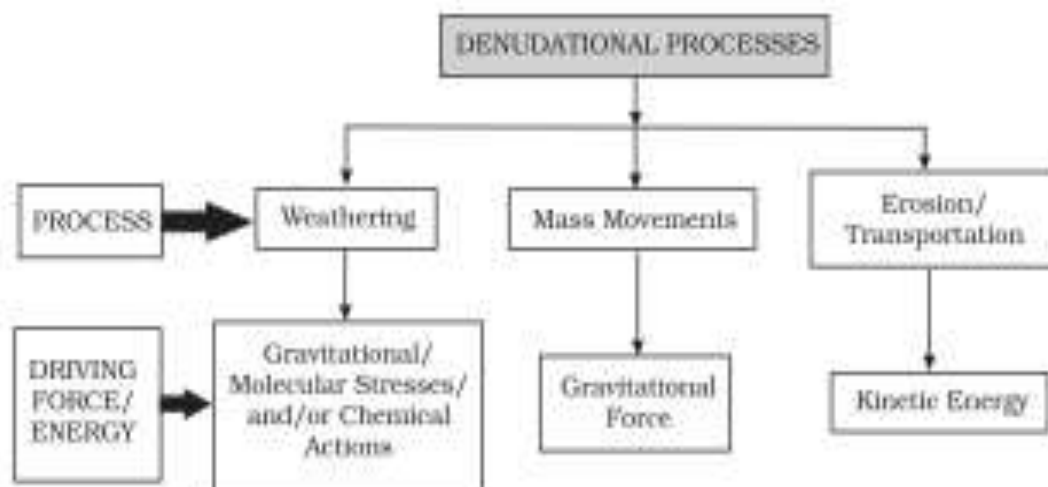 DENUDATIONAL PROCESSES
PROCESS
Weathering
Mass Movements
Erosion/
Transportation
DRIVING
FORCE/
ENERGY
Gravitational/
Molecular Stresses/
and/or Chemical
Actions
Gravitational
Force
Kinetic Energy